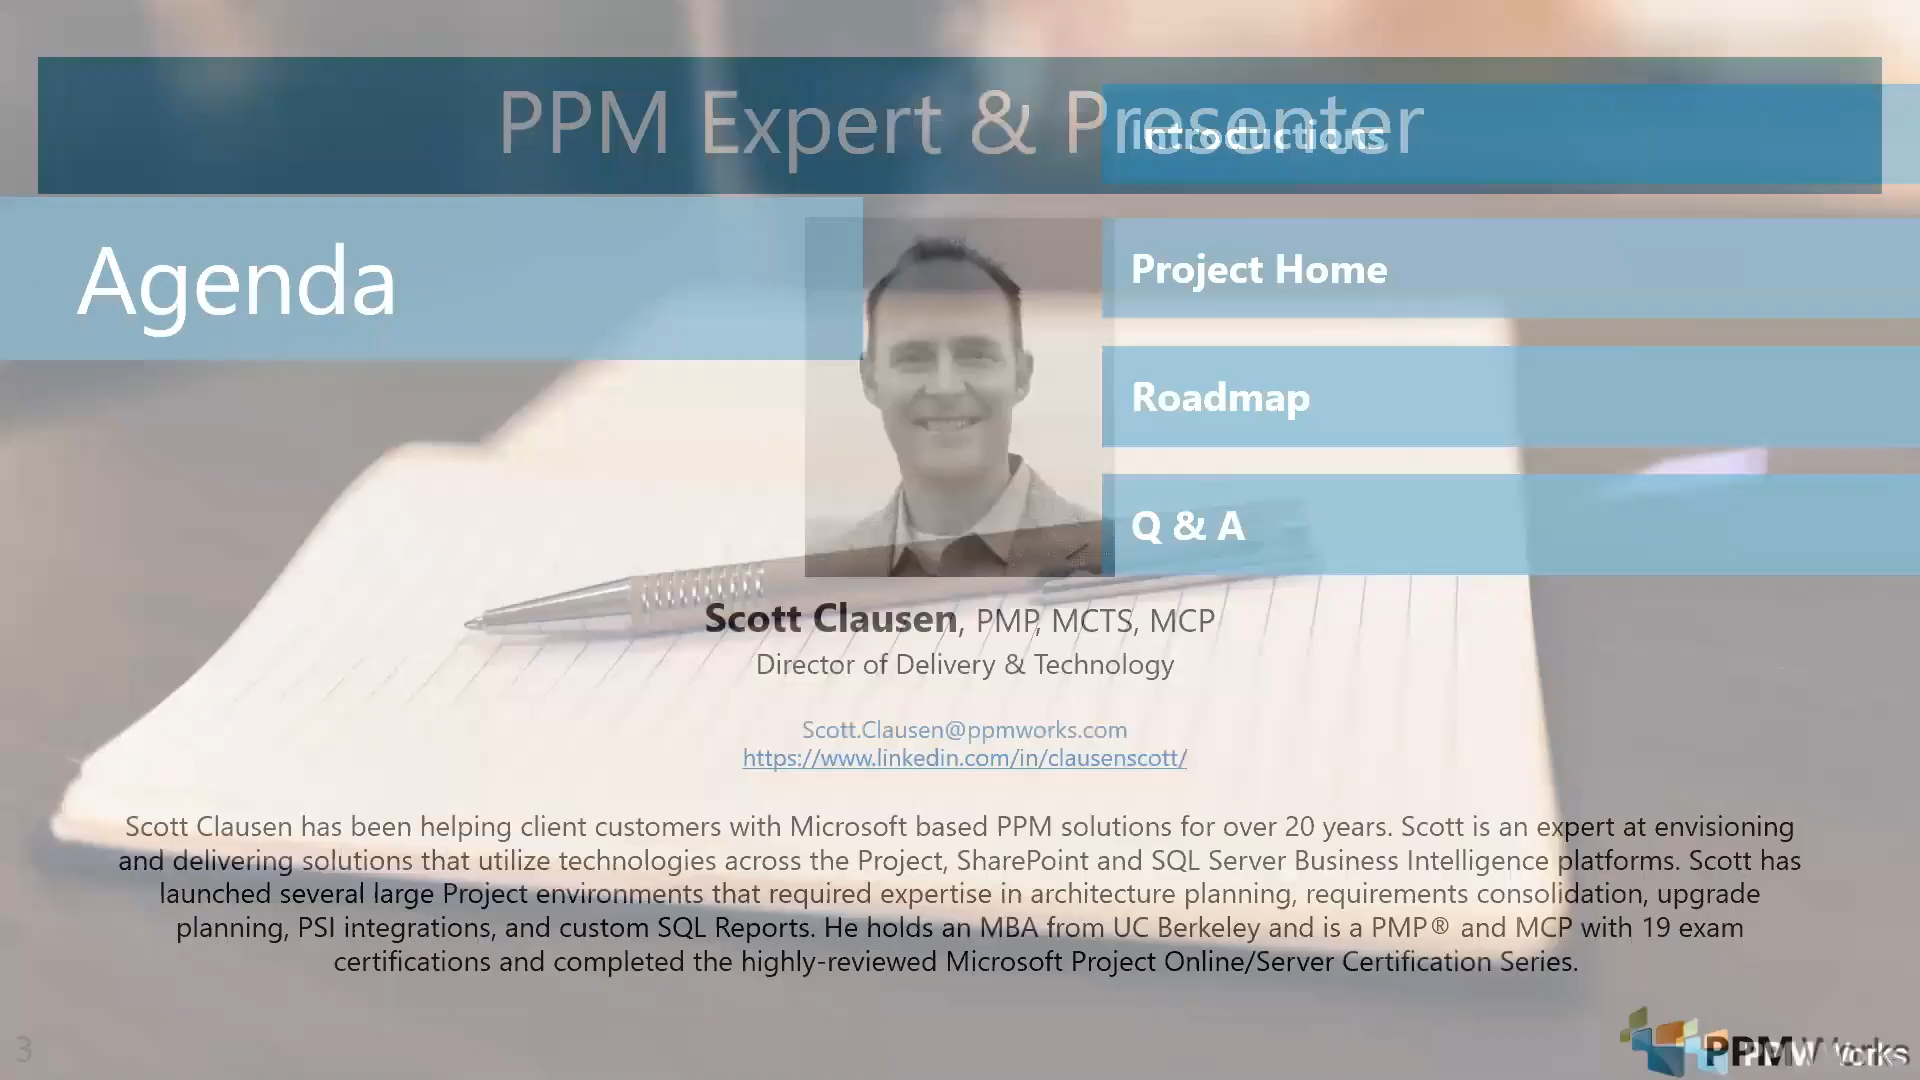 PPM Expert & Presenter
Introductions
Agenda
Project Home
Roadmap
Q & A
Scott Clausen, PMP, MCTS, MCP
Director of Delivery & Technology
Scott.Clausen@ppmworks.com
https://www.linkedin.com/in/clausenscott/
Scott Clausen has been helping client customers with Microsoft based PPM solutions for over 20 years. Scott is an expert at envisioning
and delivering solutions that utilize technologies across the Project, SharePoint and SQL Server Business Intelligence platforms. Scott has
launched several large Project environments that required expertise in architecture planning, requirements consolidation, upgrade
planning, PSI integrations, and custom SQL Reports. He holds an MBA from UC Berkeley and is a PMP® and MCP with 19 exam
certifications and completed the highly-reviewed Microsoft Project Online/Server Certification Series.
3
PPM Works